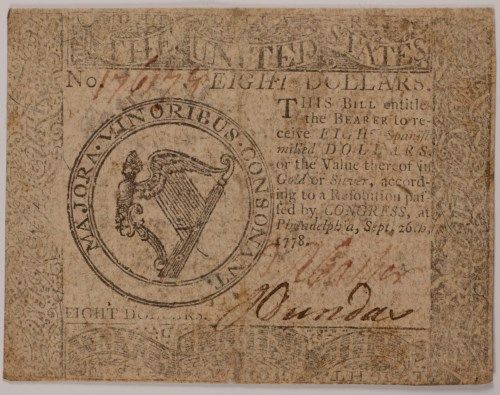 THE UNITED STATES
No. EIGHT DOLLARS.
THIS Bill entitles
the BEARER to re-
ceive EIGHT Spanish
milled DOLLARS,
or the Value thereof in
Gold or Silver, accord-
ing to a Resolution pas-
sed by CONGRESS, at
Philadelphia, Sept. 26th,
1778.
MAJORA · MINORIBUS · CONSONANT.
EIGHT DOLLARS.
J Dundas